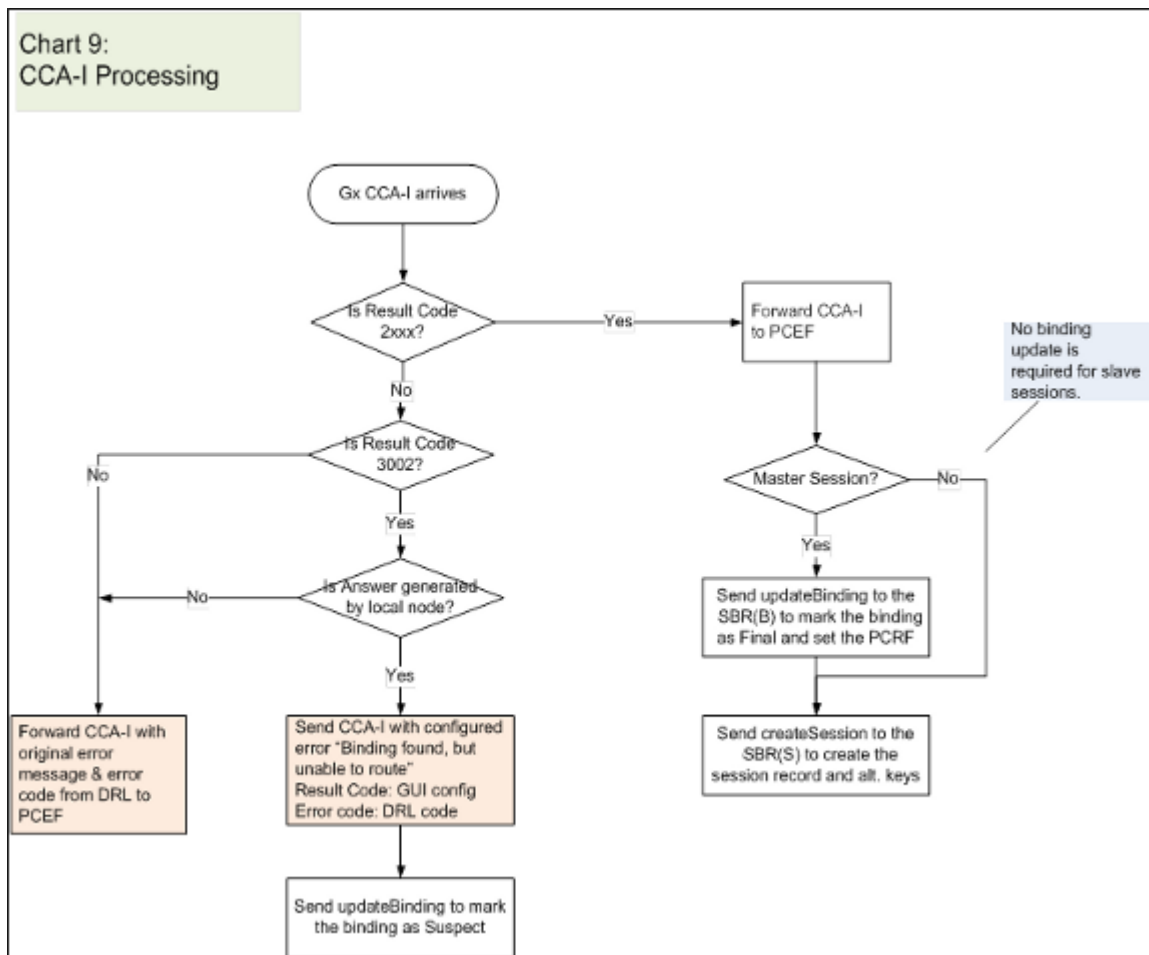 Chart 9:
CCA-I Processing
Gx CCA-I arrives
Is Result Code
2xxx?
Yes
Forward CCA-I
to PCEF
No binding
update is
required for slave
sessions.
No
Is Result Code
3002?
No
Master Session?
No
Yes
Yes
Is Answer generated
by local node?
No
Send updateBinding to the
SBR(B) to mark the binding
as Final and set the PCRF
Yes
Forward CCA-I with
original error
message & error
code from DRL to
PCEF
Send CCA-I with configured
error "Binding found, but
unable to route"
Result Code: GUI config
Error code: DRL code
Send createSession to the
SBR(S) to create the
session record and alt. keys
Send updateBinding to mark
the binding as Suspect